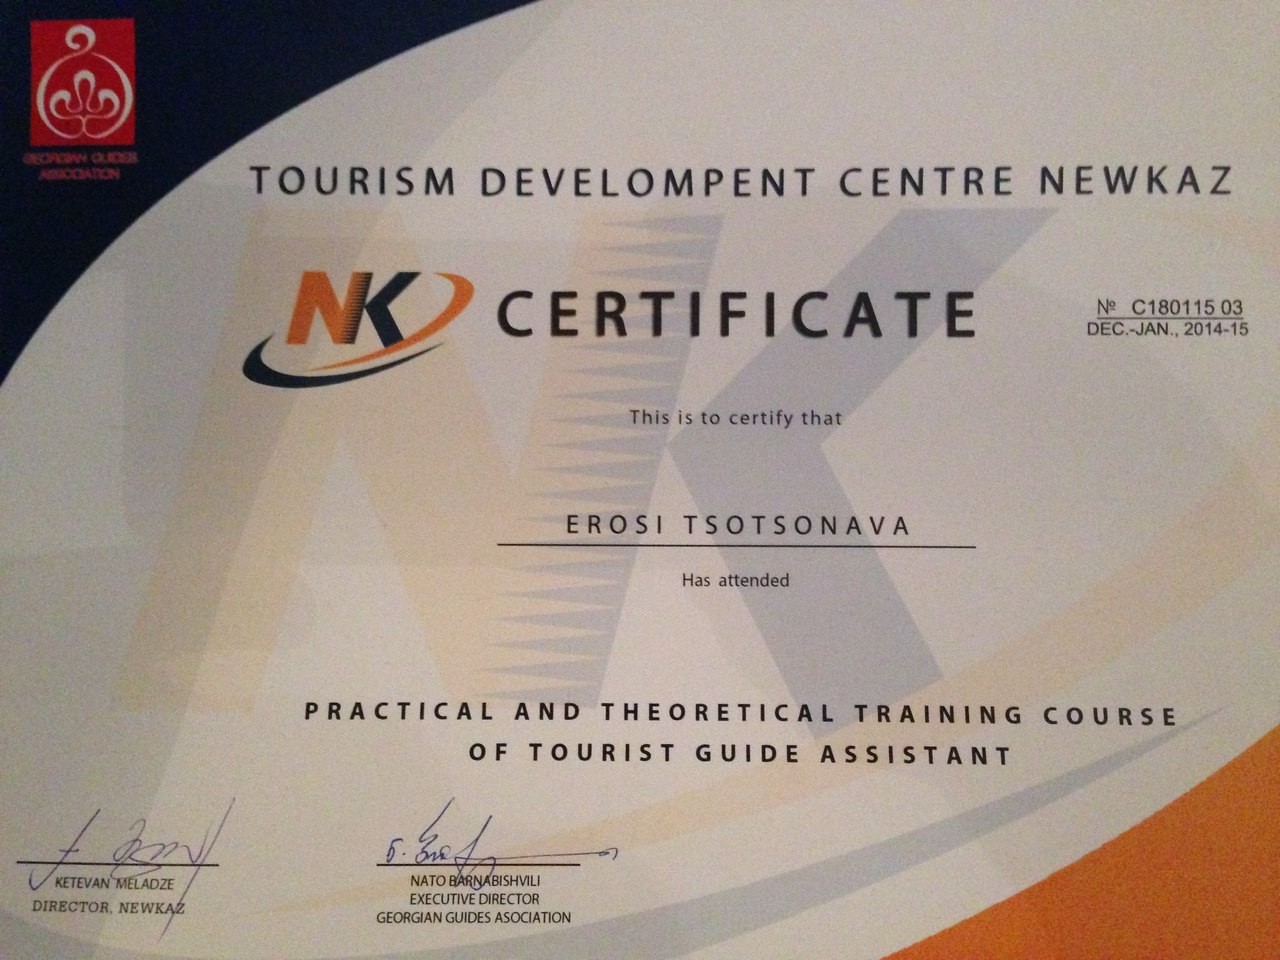 GEORGIAN GUIDES
ASSOCIATION
TOURISM DEVELOMPENT CENTRE NEWKAZ
NK
CERTIFICATE
№ C180115 03
DEC.-JAN., 2014-15
This is to certify that
EROSI TSOTSONAVA
Has attended
PRACTICAL AND THEORETICAL TRAINING COURSE
OF TOURIST GUIDE ASSISTANT
KETEVAN MELADZE
DIRECTOR, NEWKAZ
NATO BARNABISHVILI
EXECUTIVE DIRECTOR
GEORGIAN GUIDES ASOCIATION